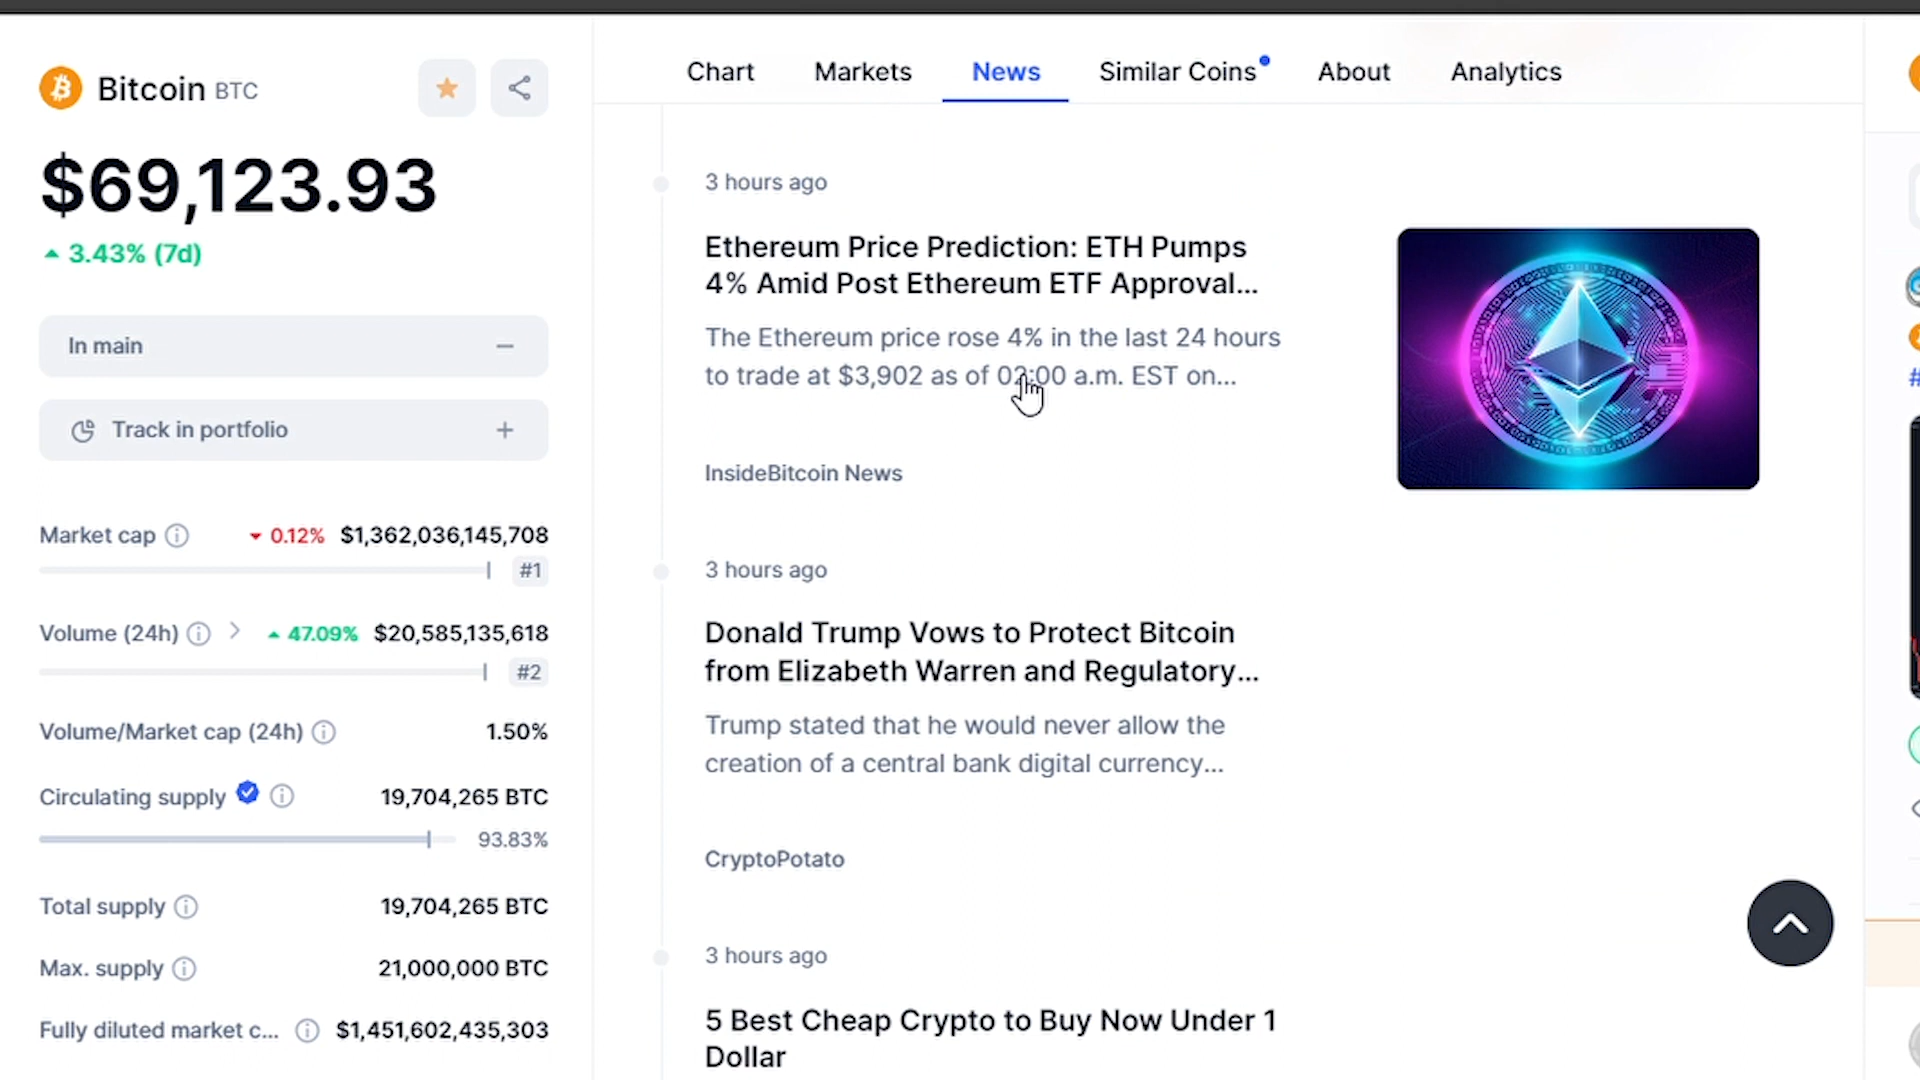 Bitcoin BTC
$69,123.93
3.43% (7d)
In main
Track in portfolio
Market cap 0.12% $1,362,036,145,708
#1
Volume (24h) 47.09% $20,585,135,618
#2
Volume/Market cap (24h) 1.50%
Circulating supply 19,704,265 BTC
93.83%
Total supply 19,704,265 BTC
Max. supply 21,000,000 BTC
Fully diluted market c... $1,451,602,435,303
Chart Markets News Similar Coins About Analytics
3 hours ago
Ethereum Price Prediction: ETH Pumps
4% Amid Post Ethereum ETF Approval...
The Ethereum price rose 4% in the last 24 hours
to trade at $3,902 as of a.m. EST on...
InsideBitcoin News
3 hours ago
Donald Trump Vows to Protect Bitcoin
from Elizabeth Warren and Regulatory...
Trump stated that he would never allow the
creation of a central bank digital currency...
CryptoPotato
3 hours ago
5 Best Cheap Crypto to Buy Now Under 1
Dollar
#